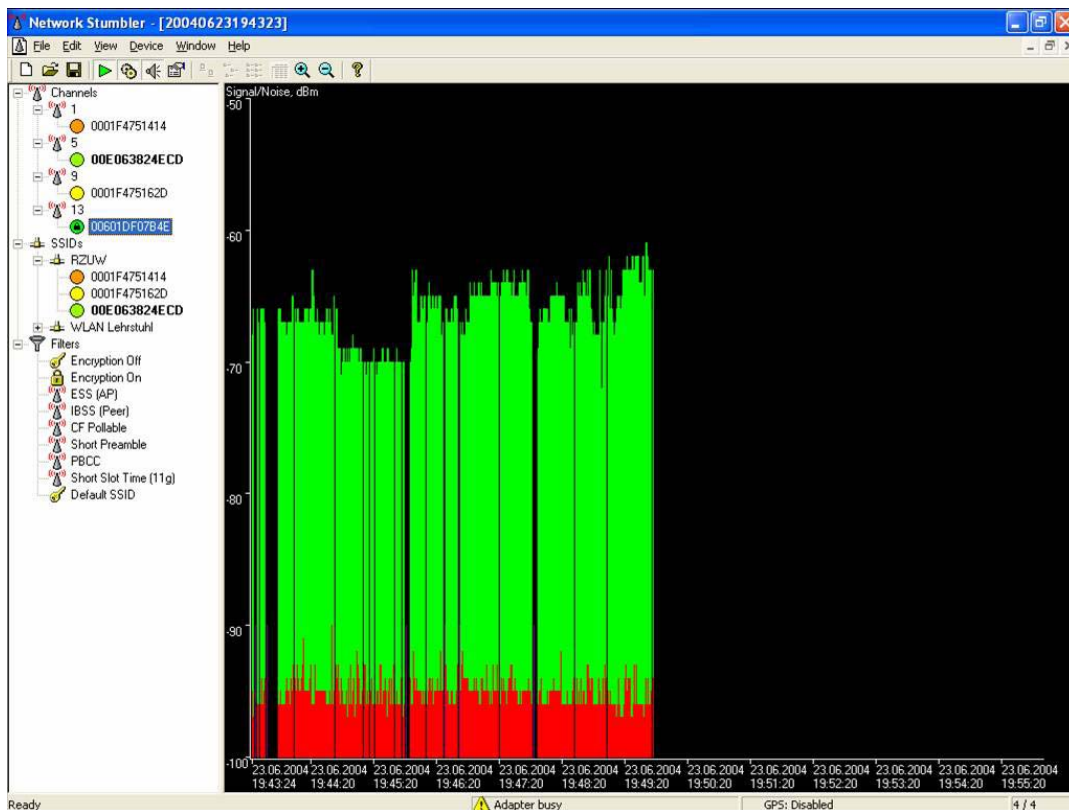 Network Stumbler - [20040623194323]
File Edit View Device Window Help
Channels
1
0001F4751414
5
00E063824ECD
9
0001F475162D
13
00601DF07B4E
SSIDs
RZUW
0001F4751414
0001F475162D
00E063824ECD
WLAN Lehrstuhl
Filters
Encryption Off
Encryption On
ESS (AP)
IBSS (Peer)
CF Pollable
Short Preamble
PBCC
Short Slot Time (11g)
Default SSID
Signal/Noise, dBm
-50
-60
-70
-80
-90
-100
23.06.2004 23.06.2004 23.06.2004 23.06.2004 23.06.2004 23.06.2004 23.06.2004 23.06.2004 23.06.2004 23.06.2004 23.06.2004 23.06.2004 23.06.2004
19:43:24 19:44:20 19:45:20 19:46:20 19:47:20 19:48:20 19:49:20 19:50:20 19:51:20 19:52:20 19:53:20 19:54:20 19:55:20
Ready Adapter busy GPS: Disabled 4 / 4